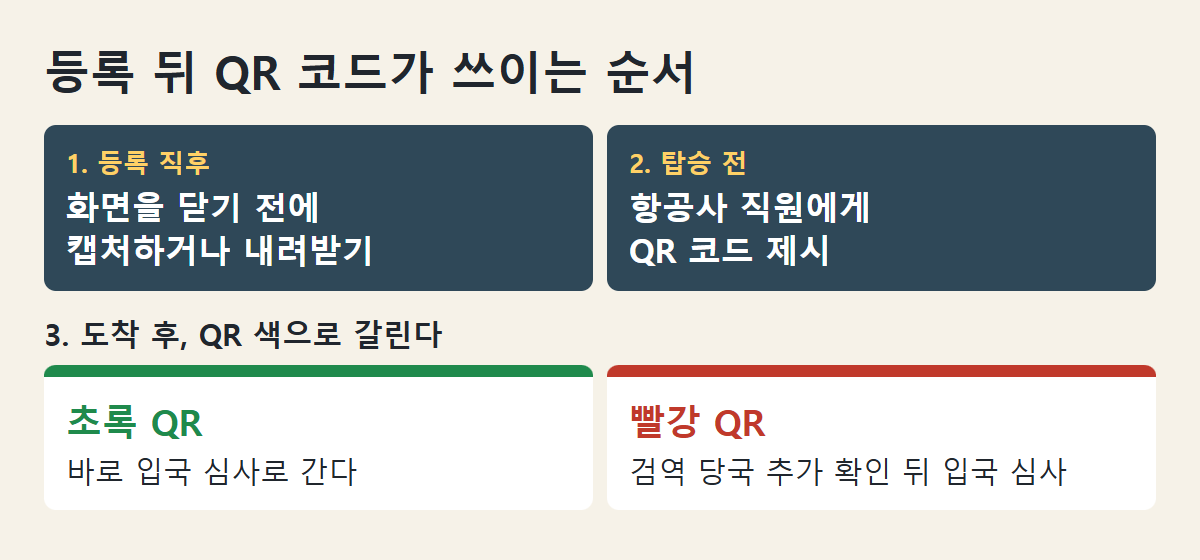 등록 뒤 QR 코드가 쓰이는 순서
1. 등록 직후
화면을 닫기 전에
캡처하거나 내려받기
2. 탑승 전
항공사 직원에게
QR 코드 제시
3. 도착 후, QR 색으로 갈린다
초록 QR
바로 입국 심사로 간다
빨강 QR
검역 당국 추가 확인 뒤 입국 심사